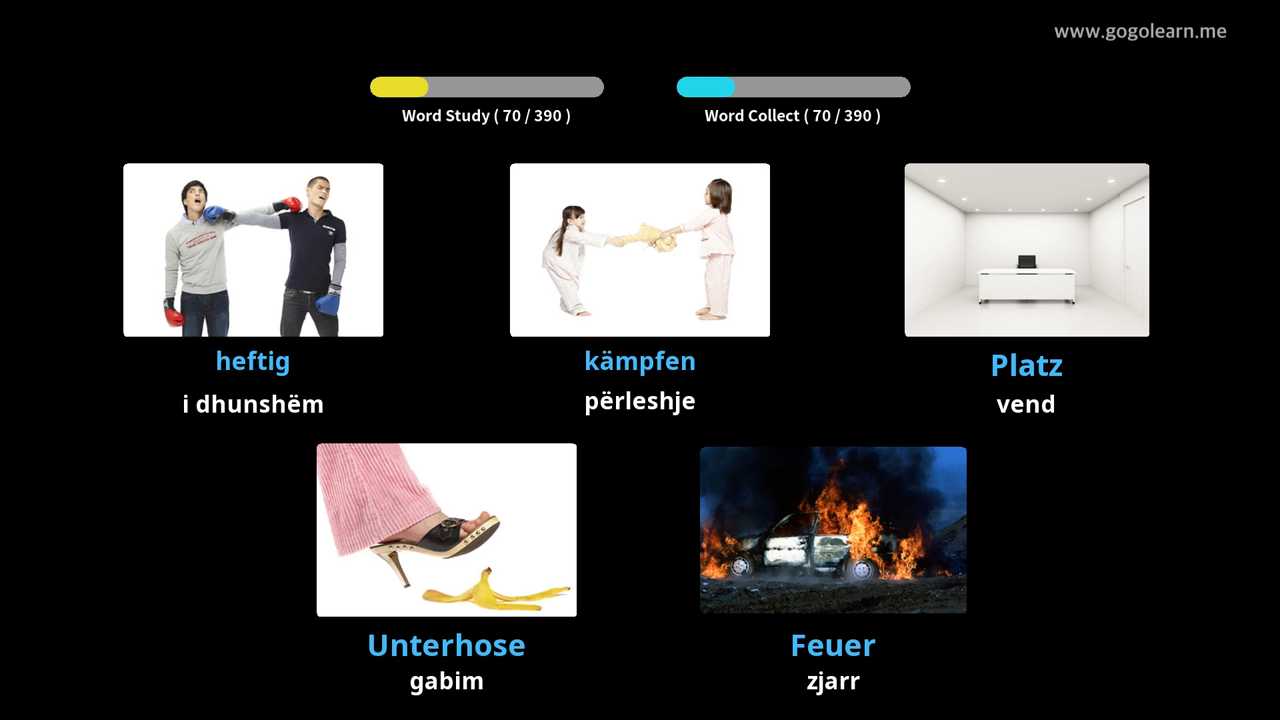 www.gogolearn.me
Word Study ( 70 / 390 )
Word Collect ( 70 / 390 )
heftig
i dhunshëm
kämpfen
përleshje
Platz
vend
Unterhose
gabim
Feuer
zjarr